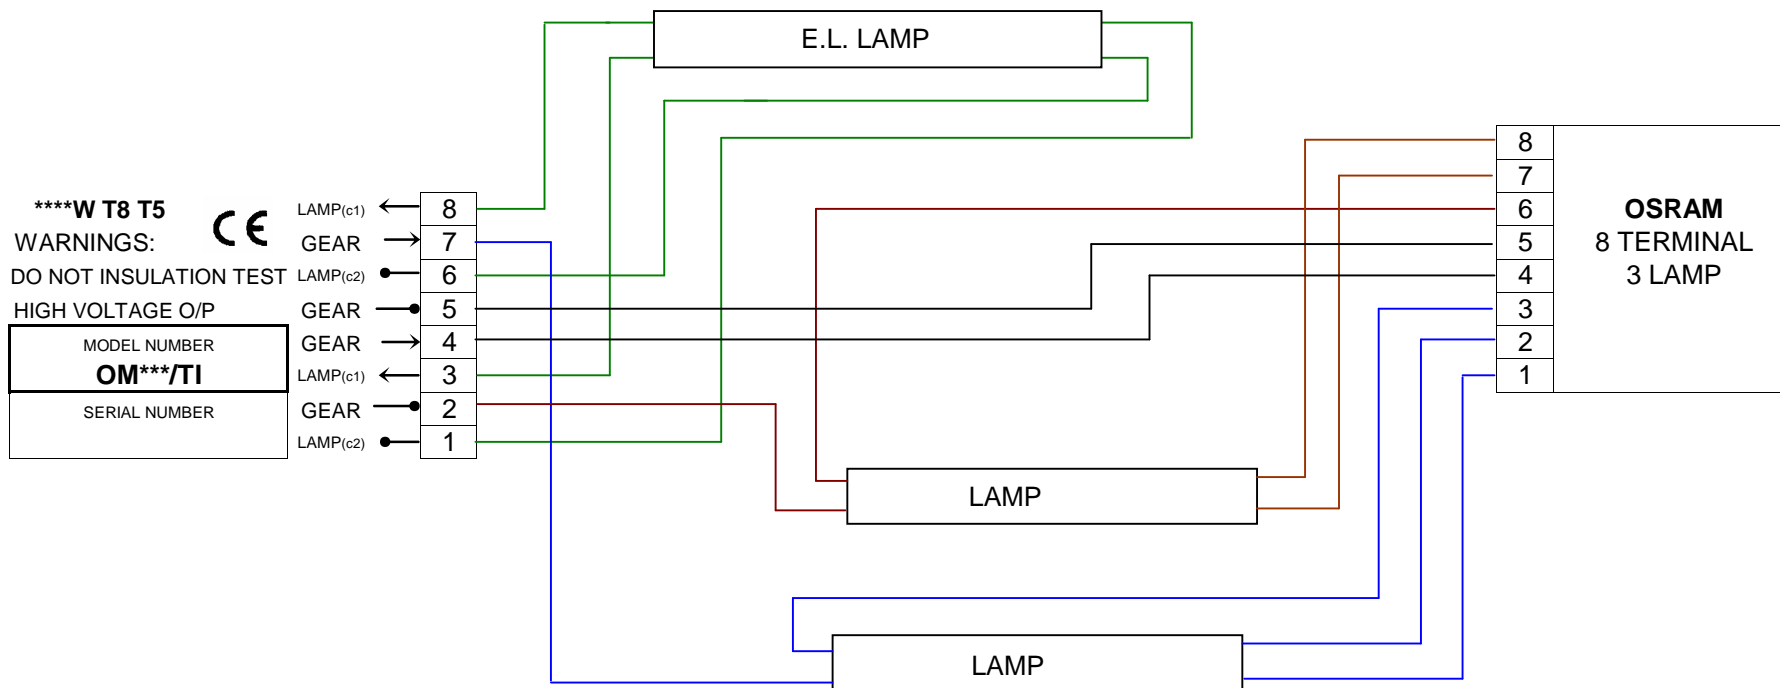 E.L. LAMP
****W T8 T5
CE
WARNINGS:
DO NOT INSULATION TEST
HIGH VOLTAGE O/P
MODEL NUMBER
OM***/TI
SERIAL NUMBER
LAMP(c1) 8
GEAR 7
LAMP(c2) 6
GEAR 5
GEAR 4
LAMP(c1) 3
GEAR 2
LAMP(c2) 1
8
7
6
5
4
3
2
1
OSRAM
8 TERMINAL
3 LAMP
LAMP
LAMP